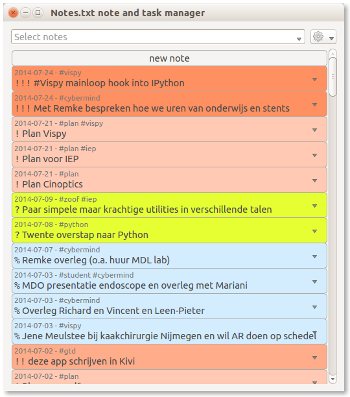 Notes.txt note and task manager
Select notes
new note
2014-07-24 - #vispy
!!! #Vispy mainloop hook into IPython
2014-07-24 - #cybermind
!!! Met Remke bespreken hoe we uren van onderwijs en stents
2014-07-21 - #plan #vispy
! Plan Vispy
2014-07-21 - #plan #iep
! Plan voor IEP
2014-07-21 - #plan
! Plan Cinoptics
2014-07-09 - #zoof #iep
? Paar simpele maar krachtige utilities in verschillende talen
2014-07-08 - #python
? Twente overstap naar Python
2014-07-07 - #cybermind
% Remke overleg (o.a. huur MDL lab)
2014-07-03 - #student #cybermind
% MDO presentatie endoscope en overleg met Mariani
2014-07-03 - #cybermind
% Overleg Richard en Vincent en Leen-Pieter
2014-07-03 - #vispy
% Jene Meulstee bij kaakchirurgie Nijmegen en wil AR doen op schedel
2014-07-02 - #gtd
!! deze app schrijven in Kivi
2014-07-02 - #plan